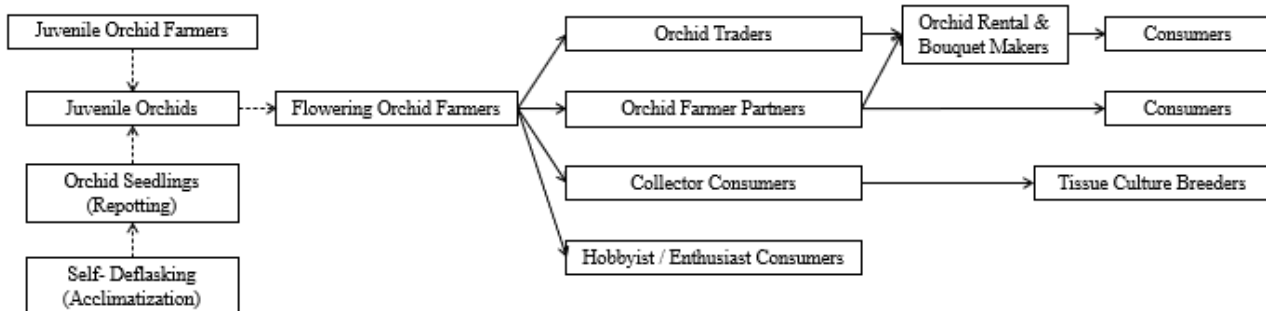 Juvenile Orchid Farmers
Orchid Traders
Orchid Rental &
Bouquet Makers
Consumers
Juvenile Orchids
Flowering Orchid Farmers
Orchid Farmer Partners
Consumers
Orchid Seedlings
(Repotting)
Collector Consumers
Tissue Culture Breeders
Self- Deflasking
(Acclimatization)
Hobbyist / Enthusiast Consumers